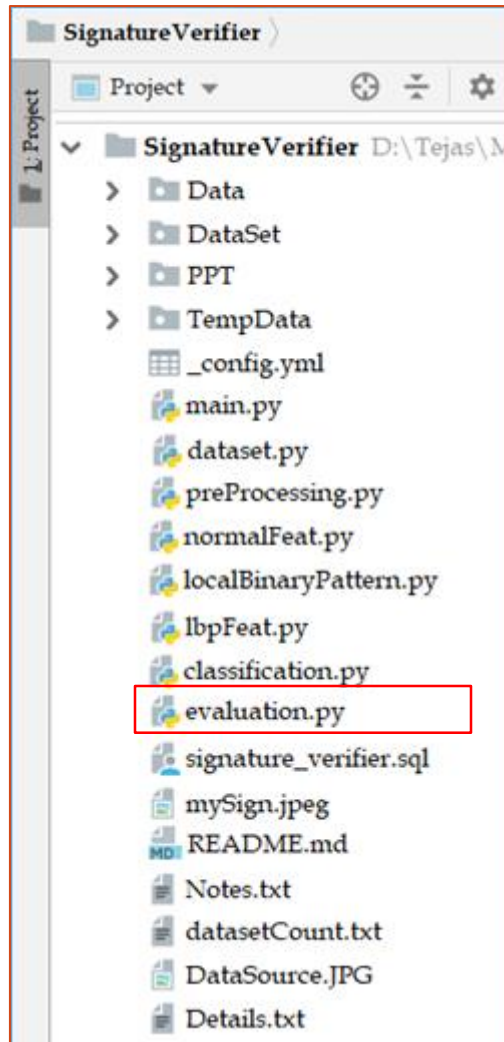 SignatureVerifier
1: Project
Project
SignatureVerifier D:\Tejas\M
Data
DataSet
PPT
TempData
_config.yml
main.py
dataset.py
preProcessing.py
normalFeat.py
localBinaryPattern.py
lbpFeat.py
classification.py
evaluation.py
signature_verifier.sql
mySign.jpeg
MD README.md
Notes.txt
datasetCount.txt
DataSource.JPG
Details.txt